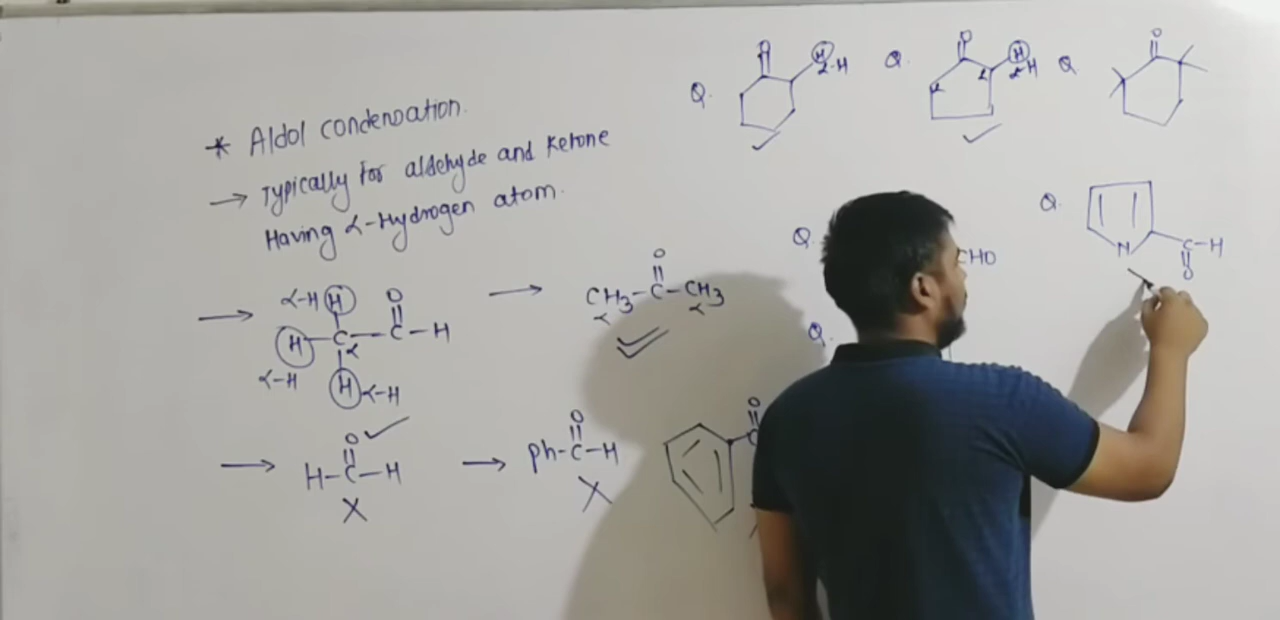 * Aldol condensation.
→ Typically for aldehyde and Ketone
Having α-Hydrogen atom.
Q. O H α-H
Q. O α α H α-H
Q O
Q. CHO
Q. N C-H O
Q.
→ α-H H O H C α C-H α-H H α-H
→ O CH3-C-CH3 α α
→ O H-C-H X
→ O Ph-C-H X
O C